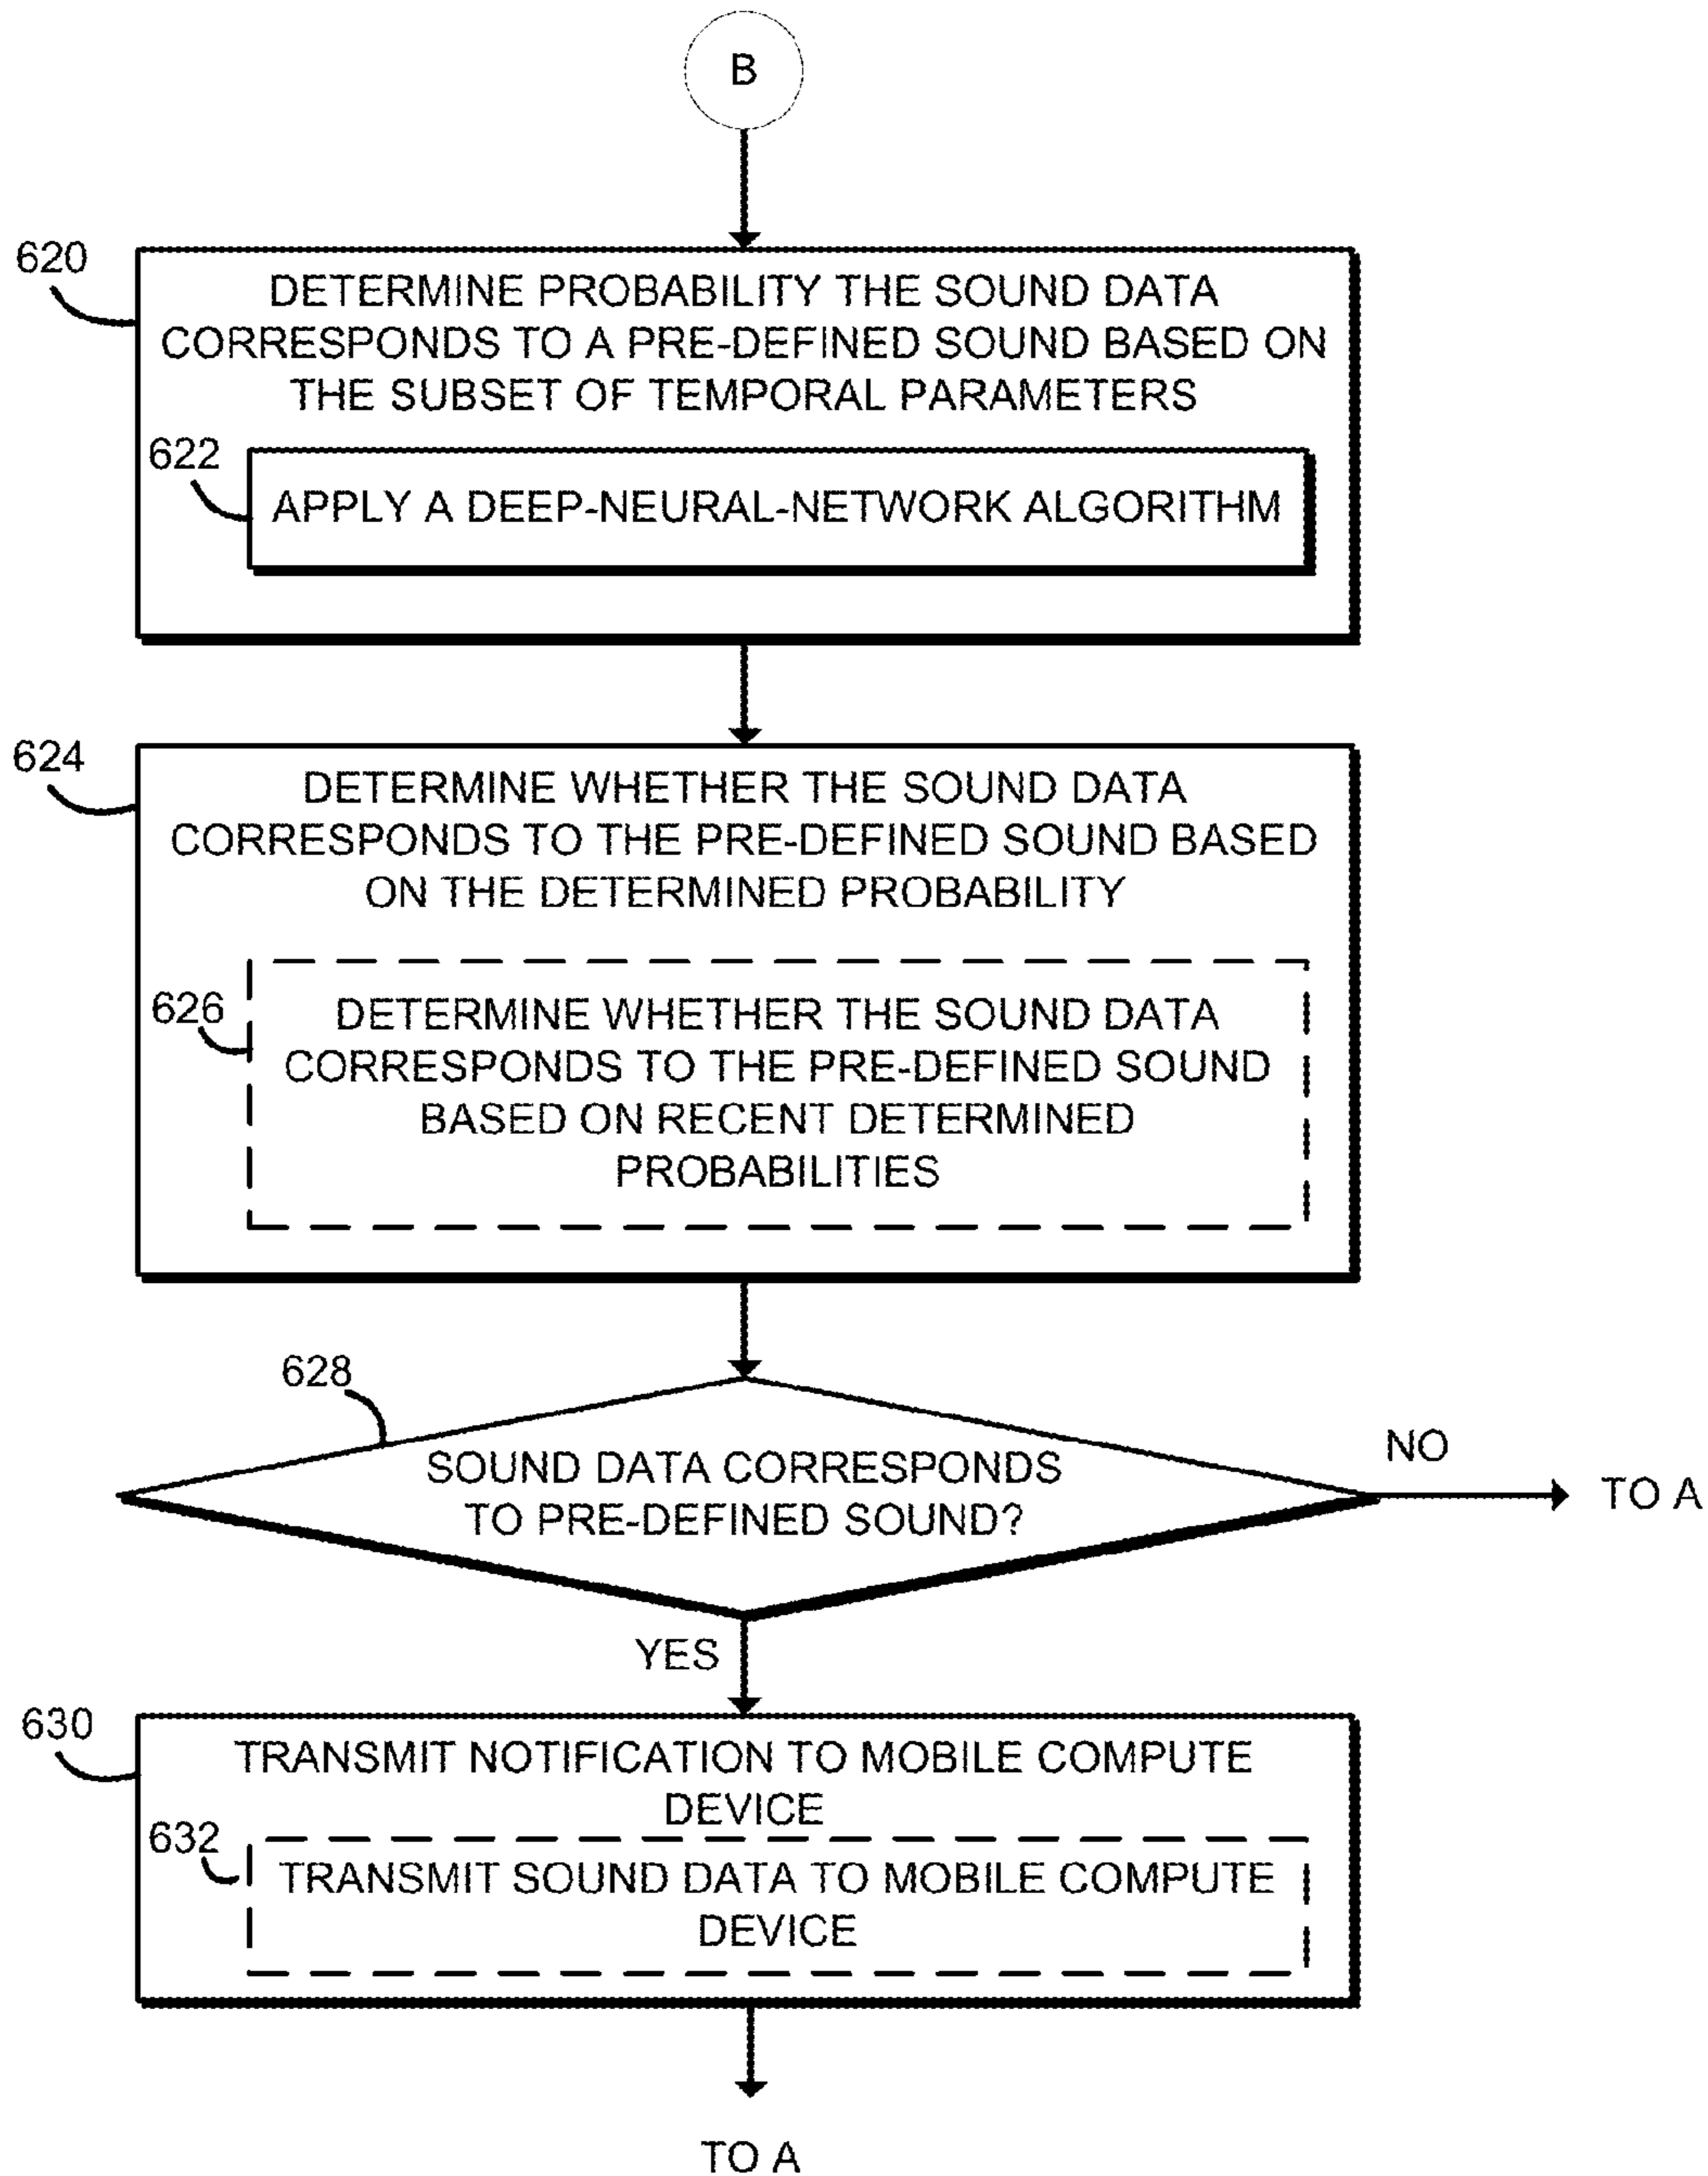 B
620
DETERMINE PROBABILITY THE SOUND DATA
CORRESPONDS TO A PRE-DEFINED SOUND BASED ON
THE SUBSET OF TEMPORAL PARAMETERS
622
APPLY A DEEP-NEURAL-NETWORK ALGORITHM
624
DETERMINE WHETHER THE SOUND DATA
CORRESPONDS TO THE PRE-DEFINED SOUND BASED
ON THE DETERMINED PROBABILITY
626
DETERMINE WHETHER THE SOUND DATA
CORRESPONDS TO THE PRE-DEFINED SOUND
BASED ON RECENT DETERMINED
PROBABILITIES
628
SOUND DATA CORRESPONDS
TO PRE-DEFINED SOUND?
NO
TO A
YES
630
TRANSMIT NOTIFICATION TO MOBILE COMPUTE
DEVICE
632
TRANSMIT SOUND DATA TO MOBILE COMPUTE
DEVICE
TO A